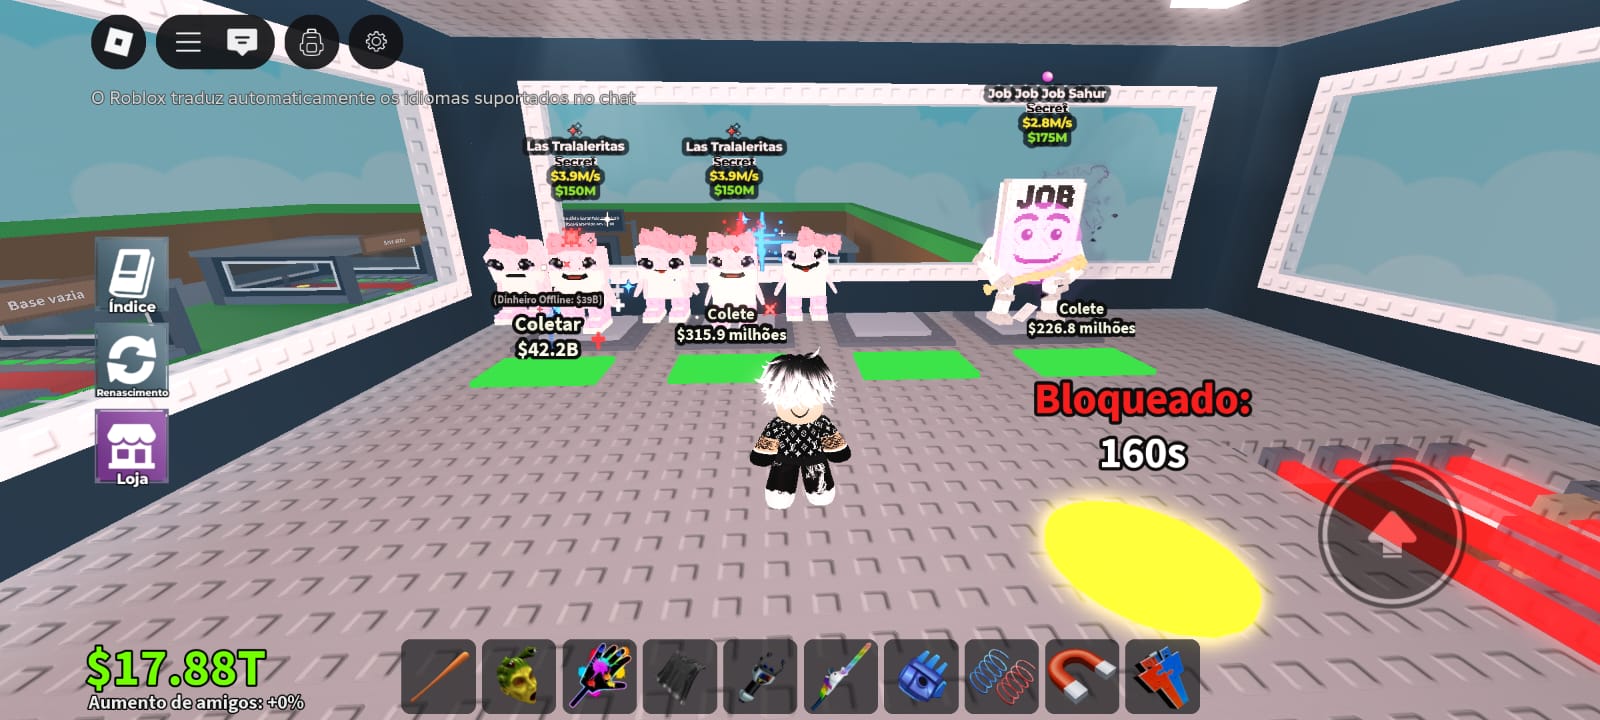 O Roblox traduz automaticamente os idiomas suportados no chat
Job Job Job Sahur
Secret
$2.8M/s
$175M
Las Tralaleritas
Secret
$3.9M/s
$150M
Las Tralaleritas
Secret
$3.9M/s
$150M
JOB
Base vazia
Índice
(Dinheiro Offline: $39B)
Coletar
$42.2B
Colete
$315.9 milhões
Colete
$226.8 milhões
Renascimento
Bloqueado:
160s
Loja
$17.88T
Aumento de amigos: +0%